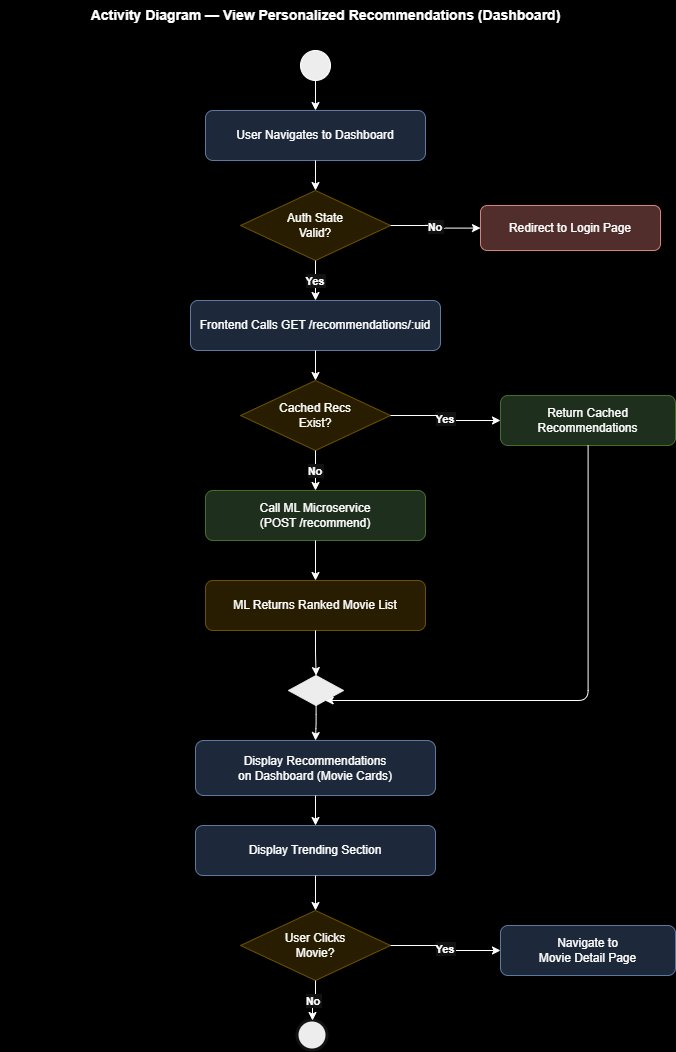 Activity Diagram — View Personalized Recommendations (Dashboard)
User Navigates to Dashboard
Auth State
Valid?
No
Redirect to Login Page
Yes
Frontend Calls GET /recommendations/:uid
Cached Recs
Exist?
Yes
Return Cached
Recommendations
No
Call ML Microservice
(POST /recommend)
ML Returns Ranked Movie List
Display Recommendations
on Dashboard (Movie Cards)
Display Trending Section
User Clicks
Movie?
Yes
Navigate to
Movie Detail Page
No